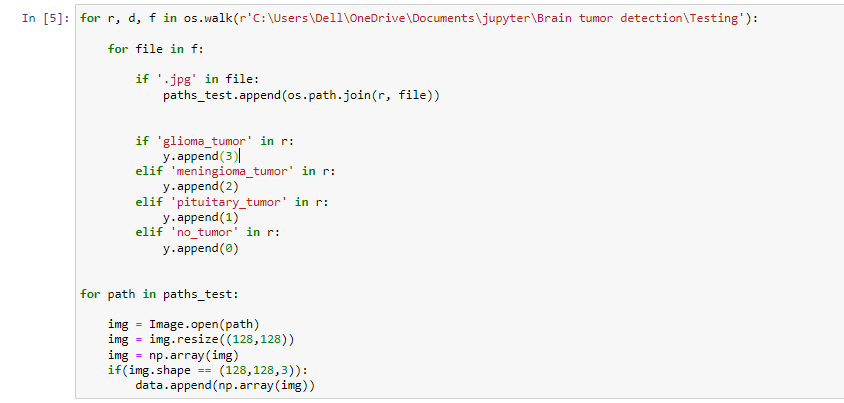 In [5]: for r, d, f in os.walk(r'C:\Users\Dell\OneDrive\Documents\jupyter\Brain tumor detection\Testing'):
    for file in f:
        if '.jpg' in file:
            paths_test.append(os.path.join(r, file))
        if 'glioma_tumor' in r:
            y.append(3)
        elif 'meningioma_tumor' in r:
            y.append(2)
        elif 'pituitary_tumor' in r:
            y.append(1)
        elif 'no_tumor' in r:
            y.append(0)
for path in paths_test:
    img = Image.open(path)
    img = img.resize((128,128))
    img = np.array(img)
    if(img.shape == (128,128,3)):
        data.append(np.array(img))